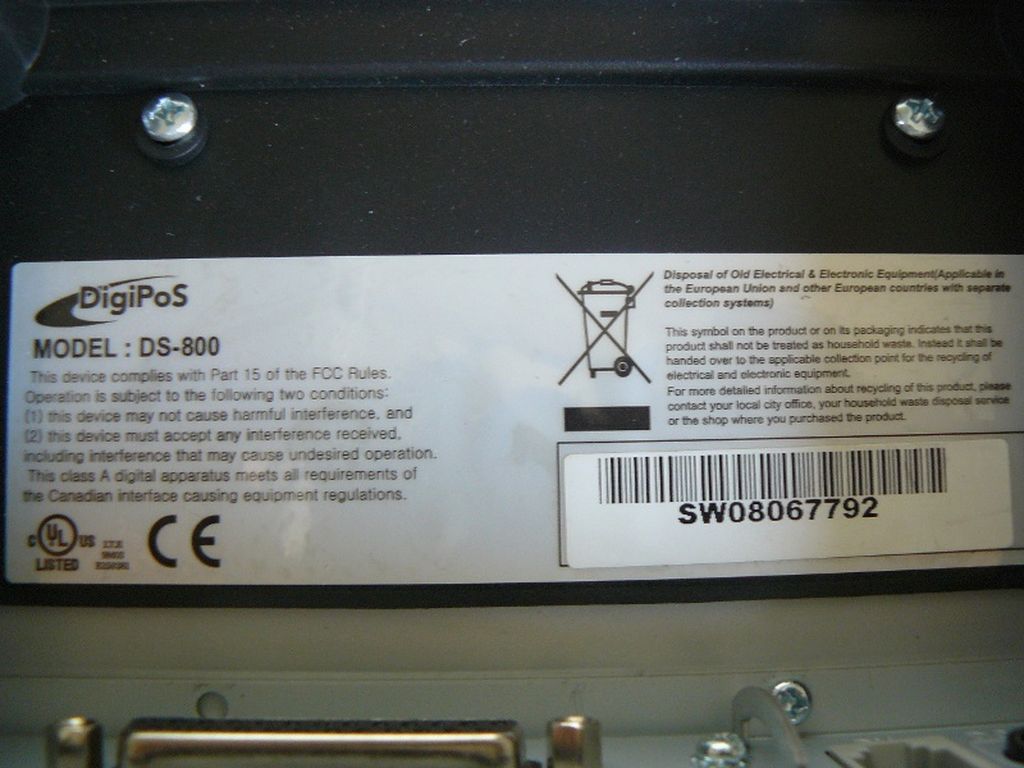 DigiPoS
MODEL : DS-800
This device complies with Part 15 of the FCC Rules.
Operation is subject to the following two conditions:
(1) this device may not cause harmful interference, and
(2) this device must accept any interference received,
including interference that may cause undesired operation.
This class A digital apparatus meets all requirements of
the Canadian interface causing equipment regulations.
c UL US
LISTED
CE
Disposal of Old Electrical & Electronic Equipment(Applicable in
the European Union and other European countries with separate
collection systems)
This symbol on the product or on its packaging indicates that this
product shall not be treated as household waste. Instead it shall be
handed over to the applicable collection point for the recycling of
electrical and electronic equipment.
For more detailed information about recycling of this product, please
contact your local city office, your household waste disposal service
or the shop where you purchased the product.
SW08067792